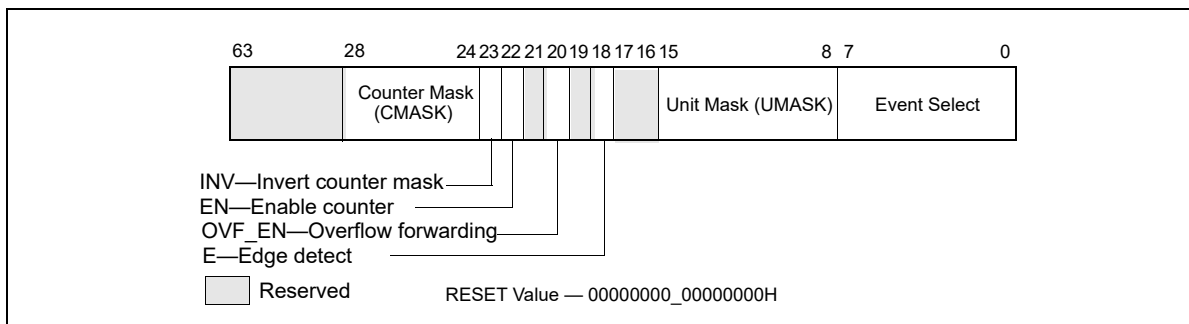 63 28 24 23 22 21 20 19 18 17 16 15 8 7 0
Counter Mask
(CMASK)
Unit Mask (UMASK)
Event Select
INV—Invert counter mask
EN—Enable counter
OVF_EN—Overflow forwarding
E—Edge detect
Reserved
RESET Value — 00000000_00000000H